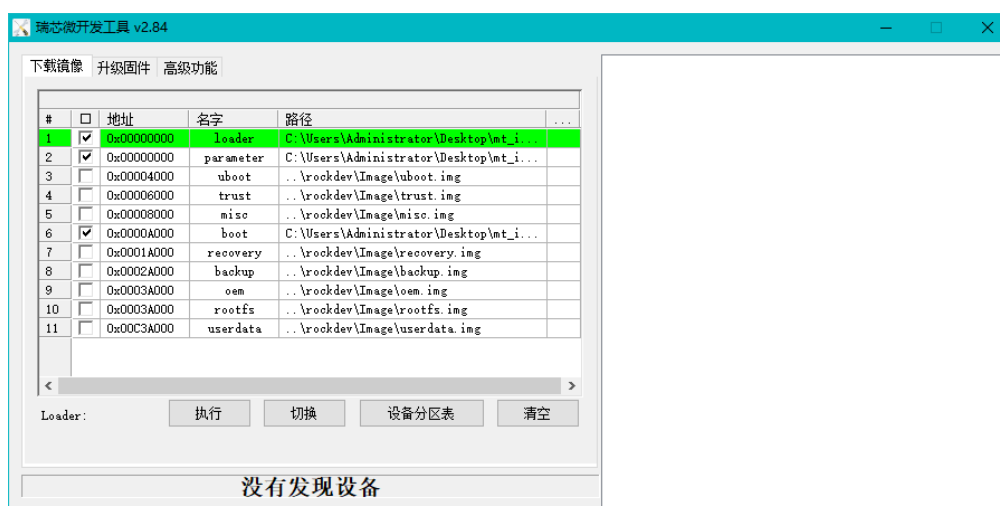 瑞芯微开发工具 v2.84
下载镜像 升级固件 高级功能
# 地址 名字 路径 ...
1 0x00000000 loader C:\Users\Administrator\Desktop\mt_i...
2 0x00000000 parameter C:\Users\Administrator\Desktop\mt_i...
3 0x00004000 uboot ..\rockdev\Image\uboot.img
4 0x00006000 trust ..\rockdev\Image\trust.img
5 0x00008000 misc ..\rockdev\Image\misc.img
6 0x0000A000 boot C:\Users\Administrator\Desktop\mt_i...
7 0x0001A000 recovery ..\rockdev\Image\recovery.img
8 0x0002A000 backup ..\rockdev\Image\backup.img
9 0x0003A000 oem ..\rockdev\Image\oem.img
10 0x0003A000 rootfs ..\rockdev\Image\rootfs.img
11 0x00C3A000 userdata ..\rockdev\Image\userdata.img
Loader: 执行 切换 设备分区表 清空
没有发现设备